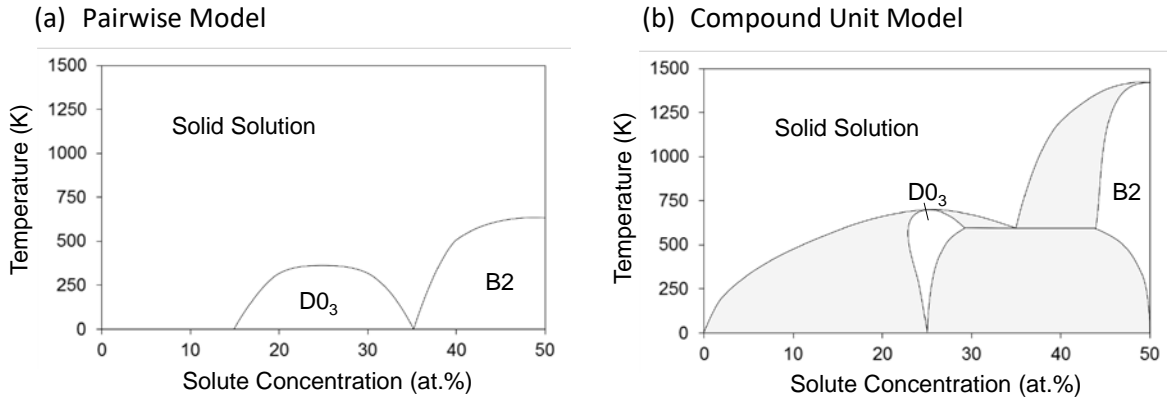 (a) Pairwise Model
1500
1250
1000
750
500
250
0
Temperature (K)
Solid Solution
D0₃
B2
0 10 20 30 40 50
Solute Concentration (at.%)
(b) Compound Unit Model
1500
1250
1000
750
500
250
0
Temperature (K)
Solid Solution
D0₃
B2
0 10 20 30 40 50
Solute Concentration (at.%)